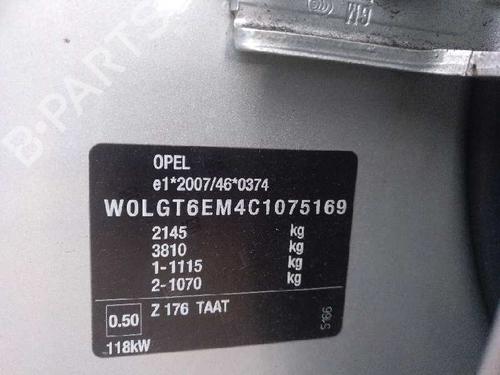 B-PARTS
OPEL
e1*2007/46*0374
W0LGT6EM4C1075169
2145 kg
3810 kg
1-1115 kg
2-1070 kg
0.50 Z 176 TAAT
118kW
5166